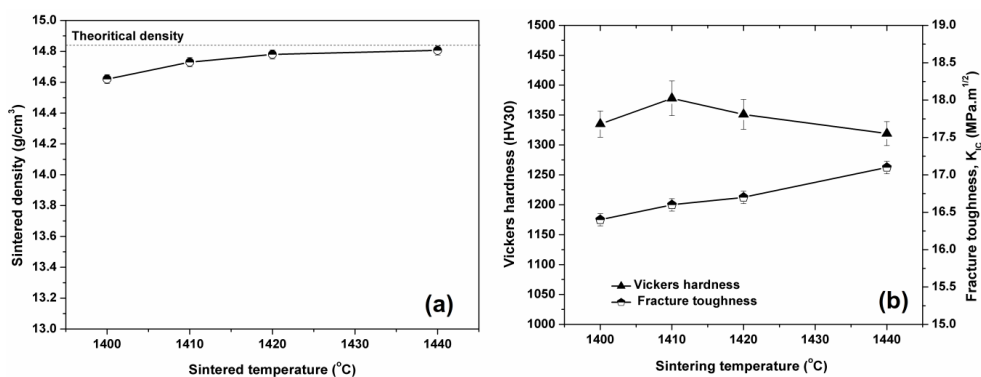 15.0
14.8
14.6
14.4
14.2
14.0
13.8
13.6
13.4
13.2
13.0
Sintered density (g/cm³)
Theoritical density
(a)
1400 1410 1420 1430 1440
Sintered temperature (°C)
1500
1450
1400
1350
1300
1250
1200
1150
1100
1050
1000
Vickers hardness (HV30)
Vickers hardness
Fracture toughness
(b)
19.0
18.5
18.0
17.5
17.0
16.5
16.0
15.5
15.0
Fracture toughness, K_IC (MPa.m^1/2)
1400 1410 1420 1430 1440
Sintering temperature (°C)